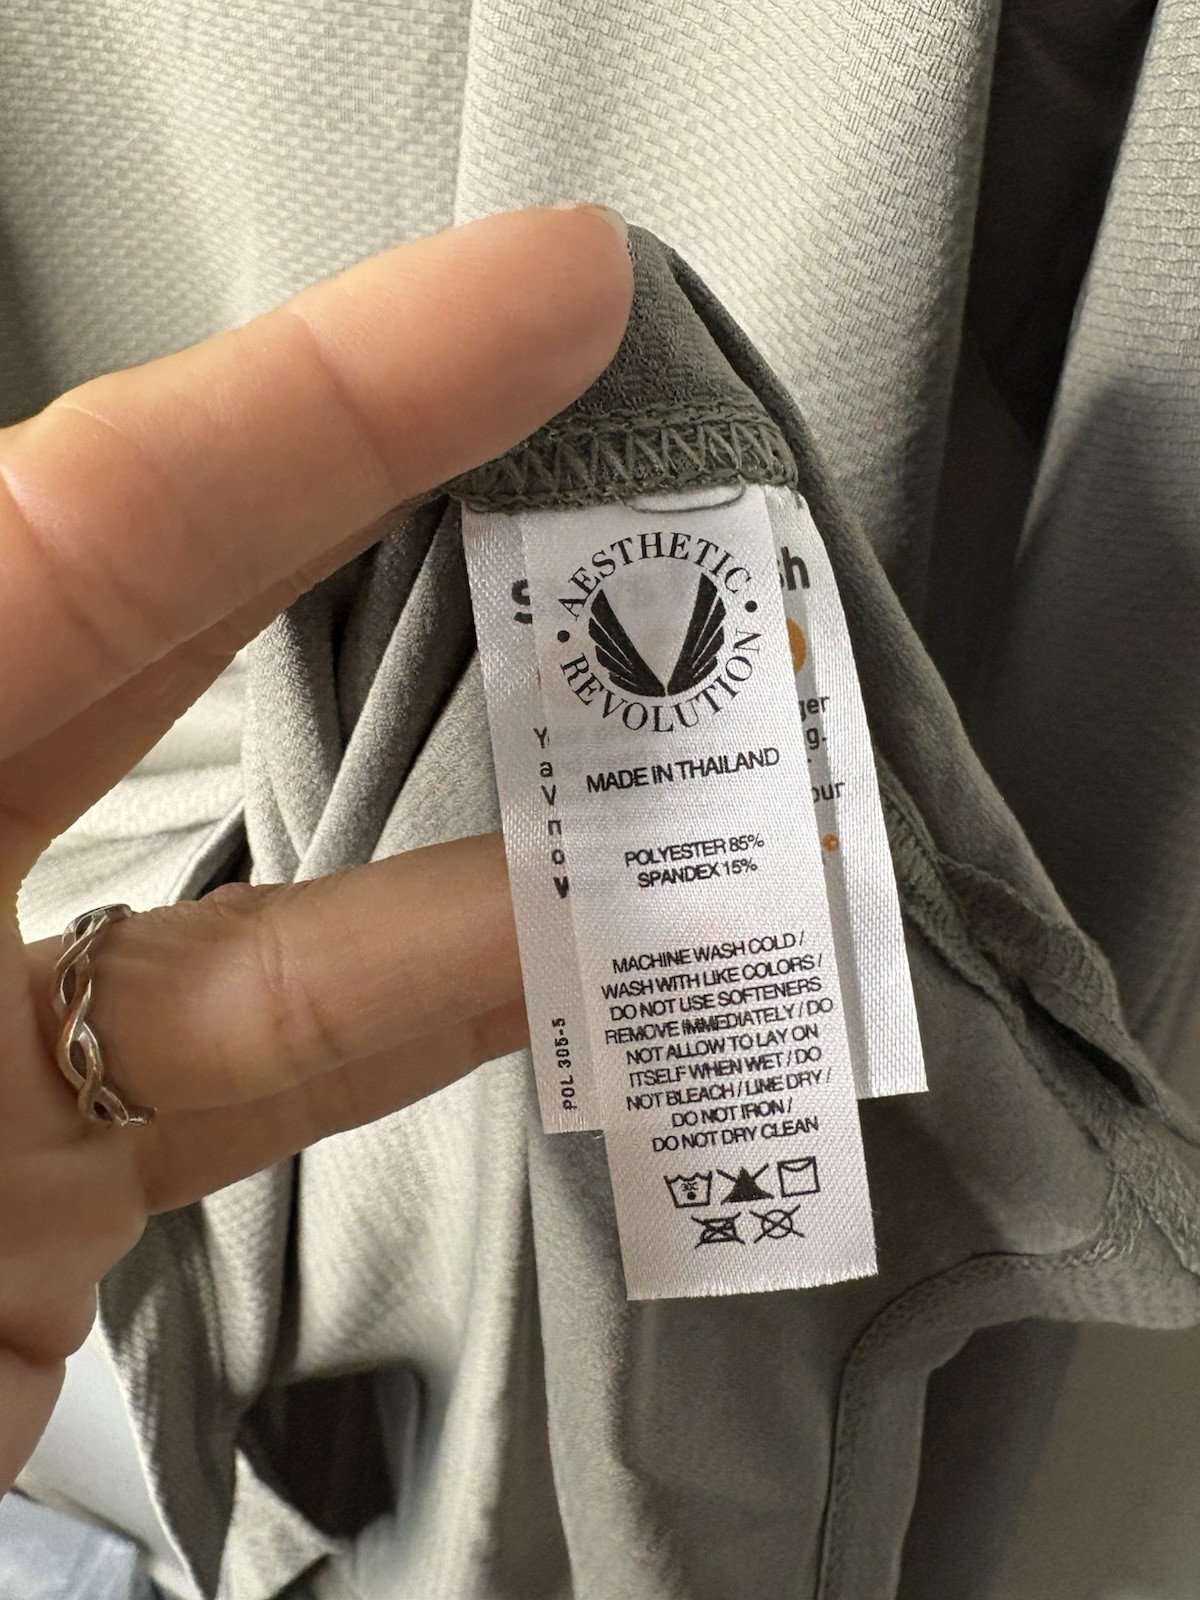 AESTHETIC
REVOLUTION
MADE IN THAILAND
POLYESTER 85%
SPANDEX 15%
MACHINE WASH COLD /
WASH WITH LIKE COLORS /
DO NOT USE SOFTENERS
REMOVE IMMEDIATELY / DO
NOT ALLOW TO LAY ON
ITSELF WHEN WET / DO
NOT BLEACH / LINE DRY /
DO NOT IRON /
DO NOT DRY CLEAN
POL 305-5